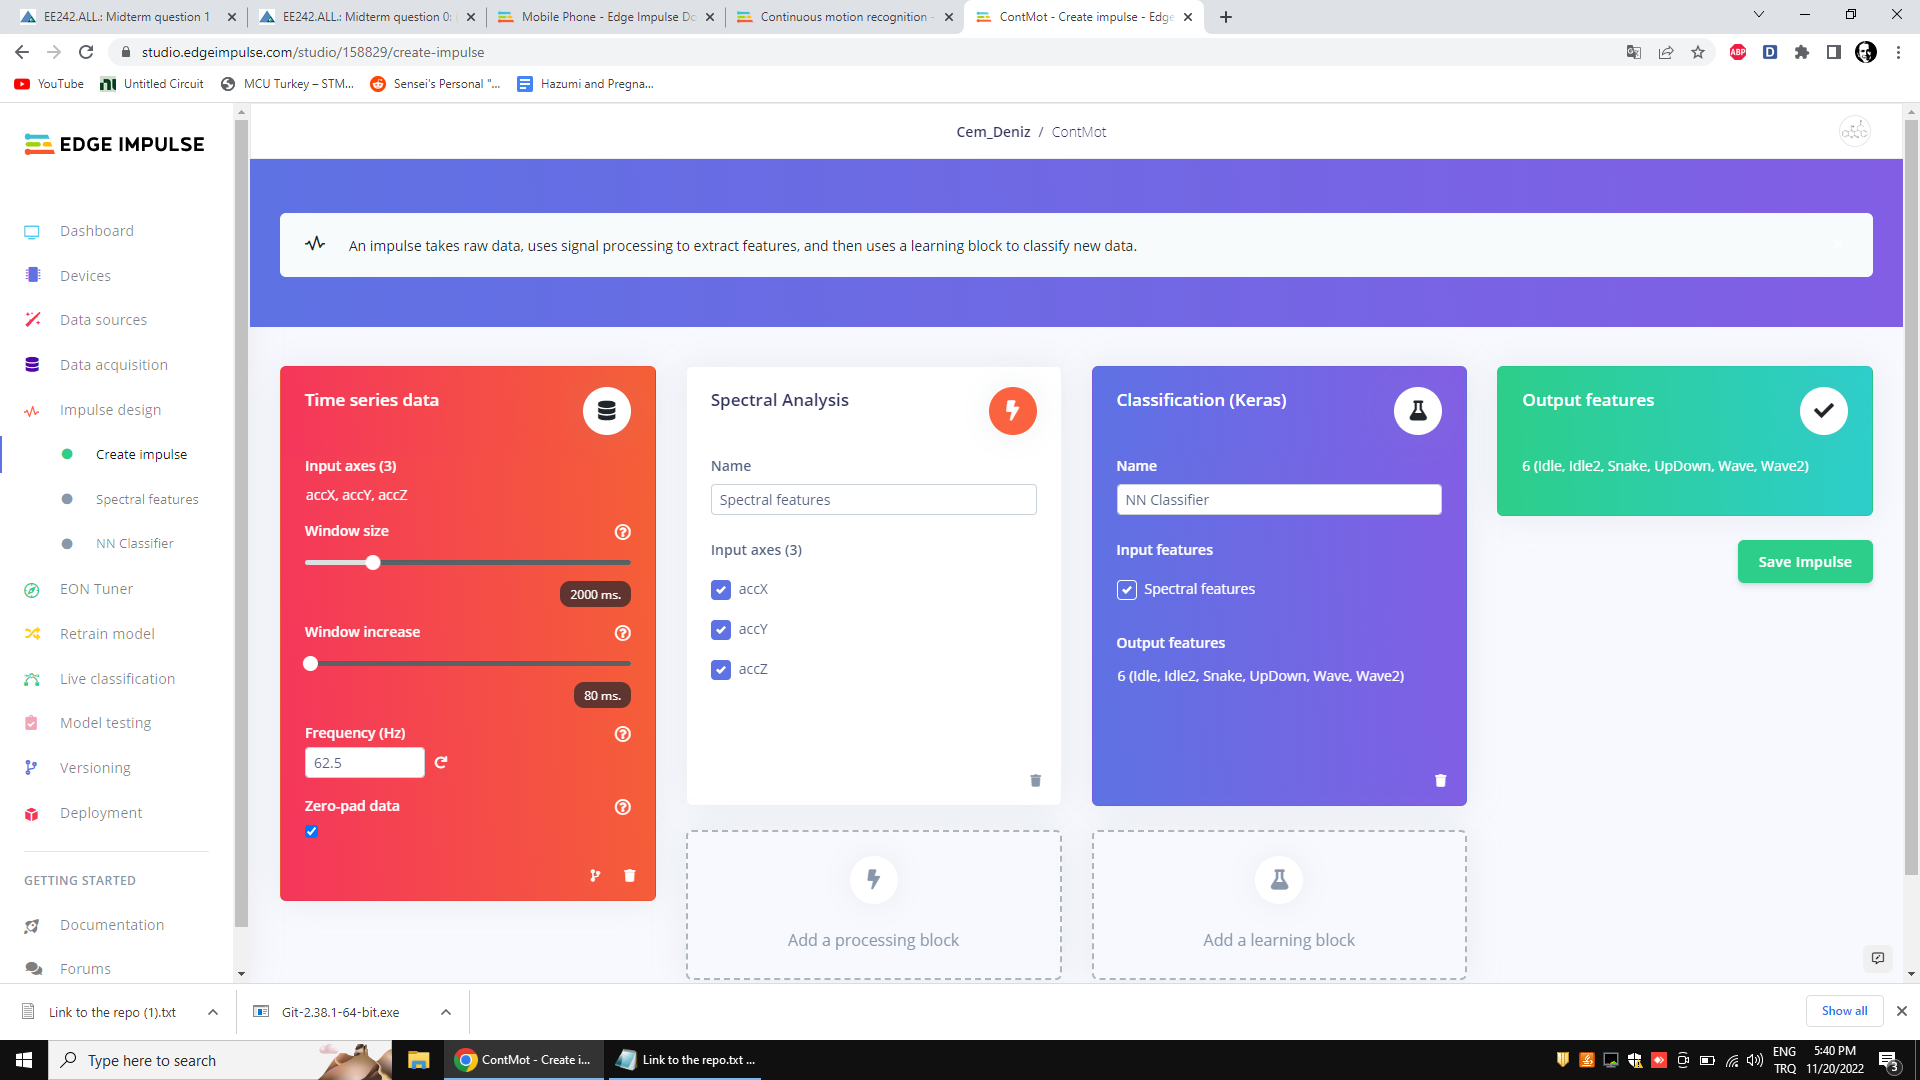 EE242.ALL.: Midterm question 1
EE242.ALL.: Midterm question 0:
Mobile Phone - Edge Impulse Do
Continuous motion recognition -
ContMot - Create impulse - Edge
studio.edgeimpulse.com/studio/158829/create-impulse
ABP
D
YouTube
Untitled Circuit
MCU Turkey – STM...
Sensei's Personal "...
Hazumi and Pregna...
EDGE IMPULSE
Cem_Deniz / ContMot
An impulse takes raw data, uses signal processing to extract features, and then uses a learning block to classify new data.
Dashboard
Devices
Data sources
Data acquisition
Impulse design
Create impulse
Spectral features
NN Classifier
EON Tuner
Retrain model
Live classification
Model testing
Versioning
Deployment
GETTING STARTED
Documentation
Forums
Time series data
Input axes (3)
accX, accY, accZ
Window size
2000 ms.
Window increase
80 ms.
Frequency (Hz)
62.5
Zero-pad data
Spectral Analysis
Name
Spectral features
Input axes (3)
accX
accY
accZ
Add a processing block
Classification (Keras)
Name
NN Classifier
Input features
Spectral features
Output features
6 (Idle, Idle2, Snake, UpDown, Wave, Wave2)
Add a learning block
Output features
6 (Idle, Idle2, Snake, UpDown, Wave, Wave2)
Save Impulse
Link to the repo (1).txt
Git-2.38.1-64-bit.exe
Show all
Type here to search
ContMot - Create i...
Link to the repo.txt ...
ENG
TRQ
5:40 PM
11/20/2022
3